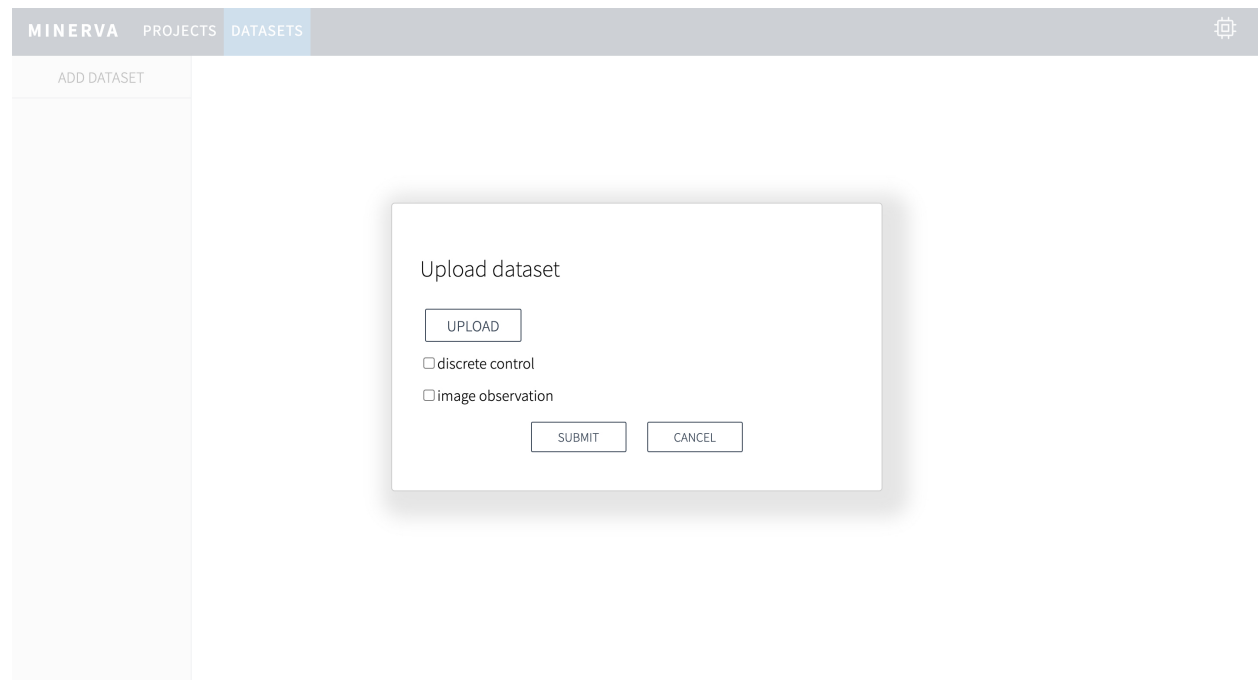 MINERVA PROJECTS DATASETS
ADD DATASET
Upload dataset
UPLOAD
discrete control
image observation
SUBMIT CANCEL